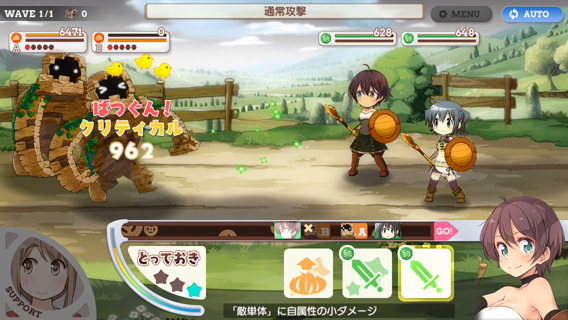 WAVE 1/1 0
通常攻撃
MENU
AUTO
6471
A
0
B
628
648
ばつぐん!
クリティカル
962
B
A
GO!
とっておき
SUPPORT
「敵単体」に自属性の小ダメージ